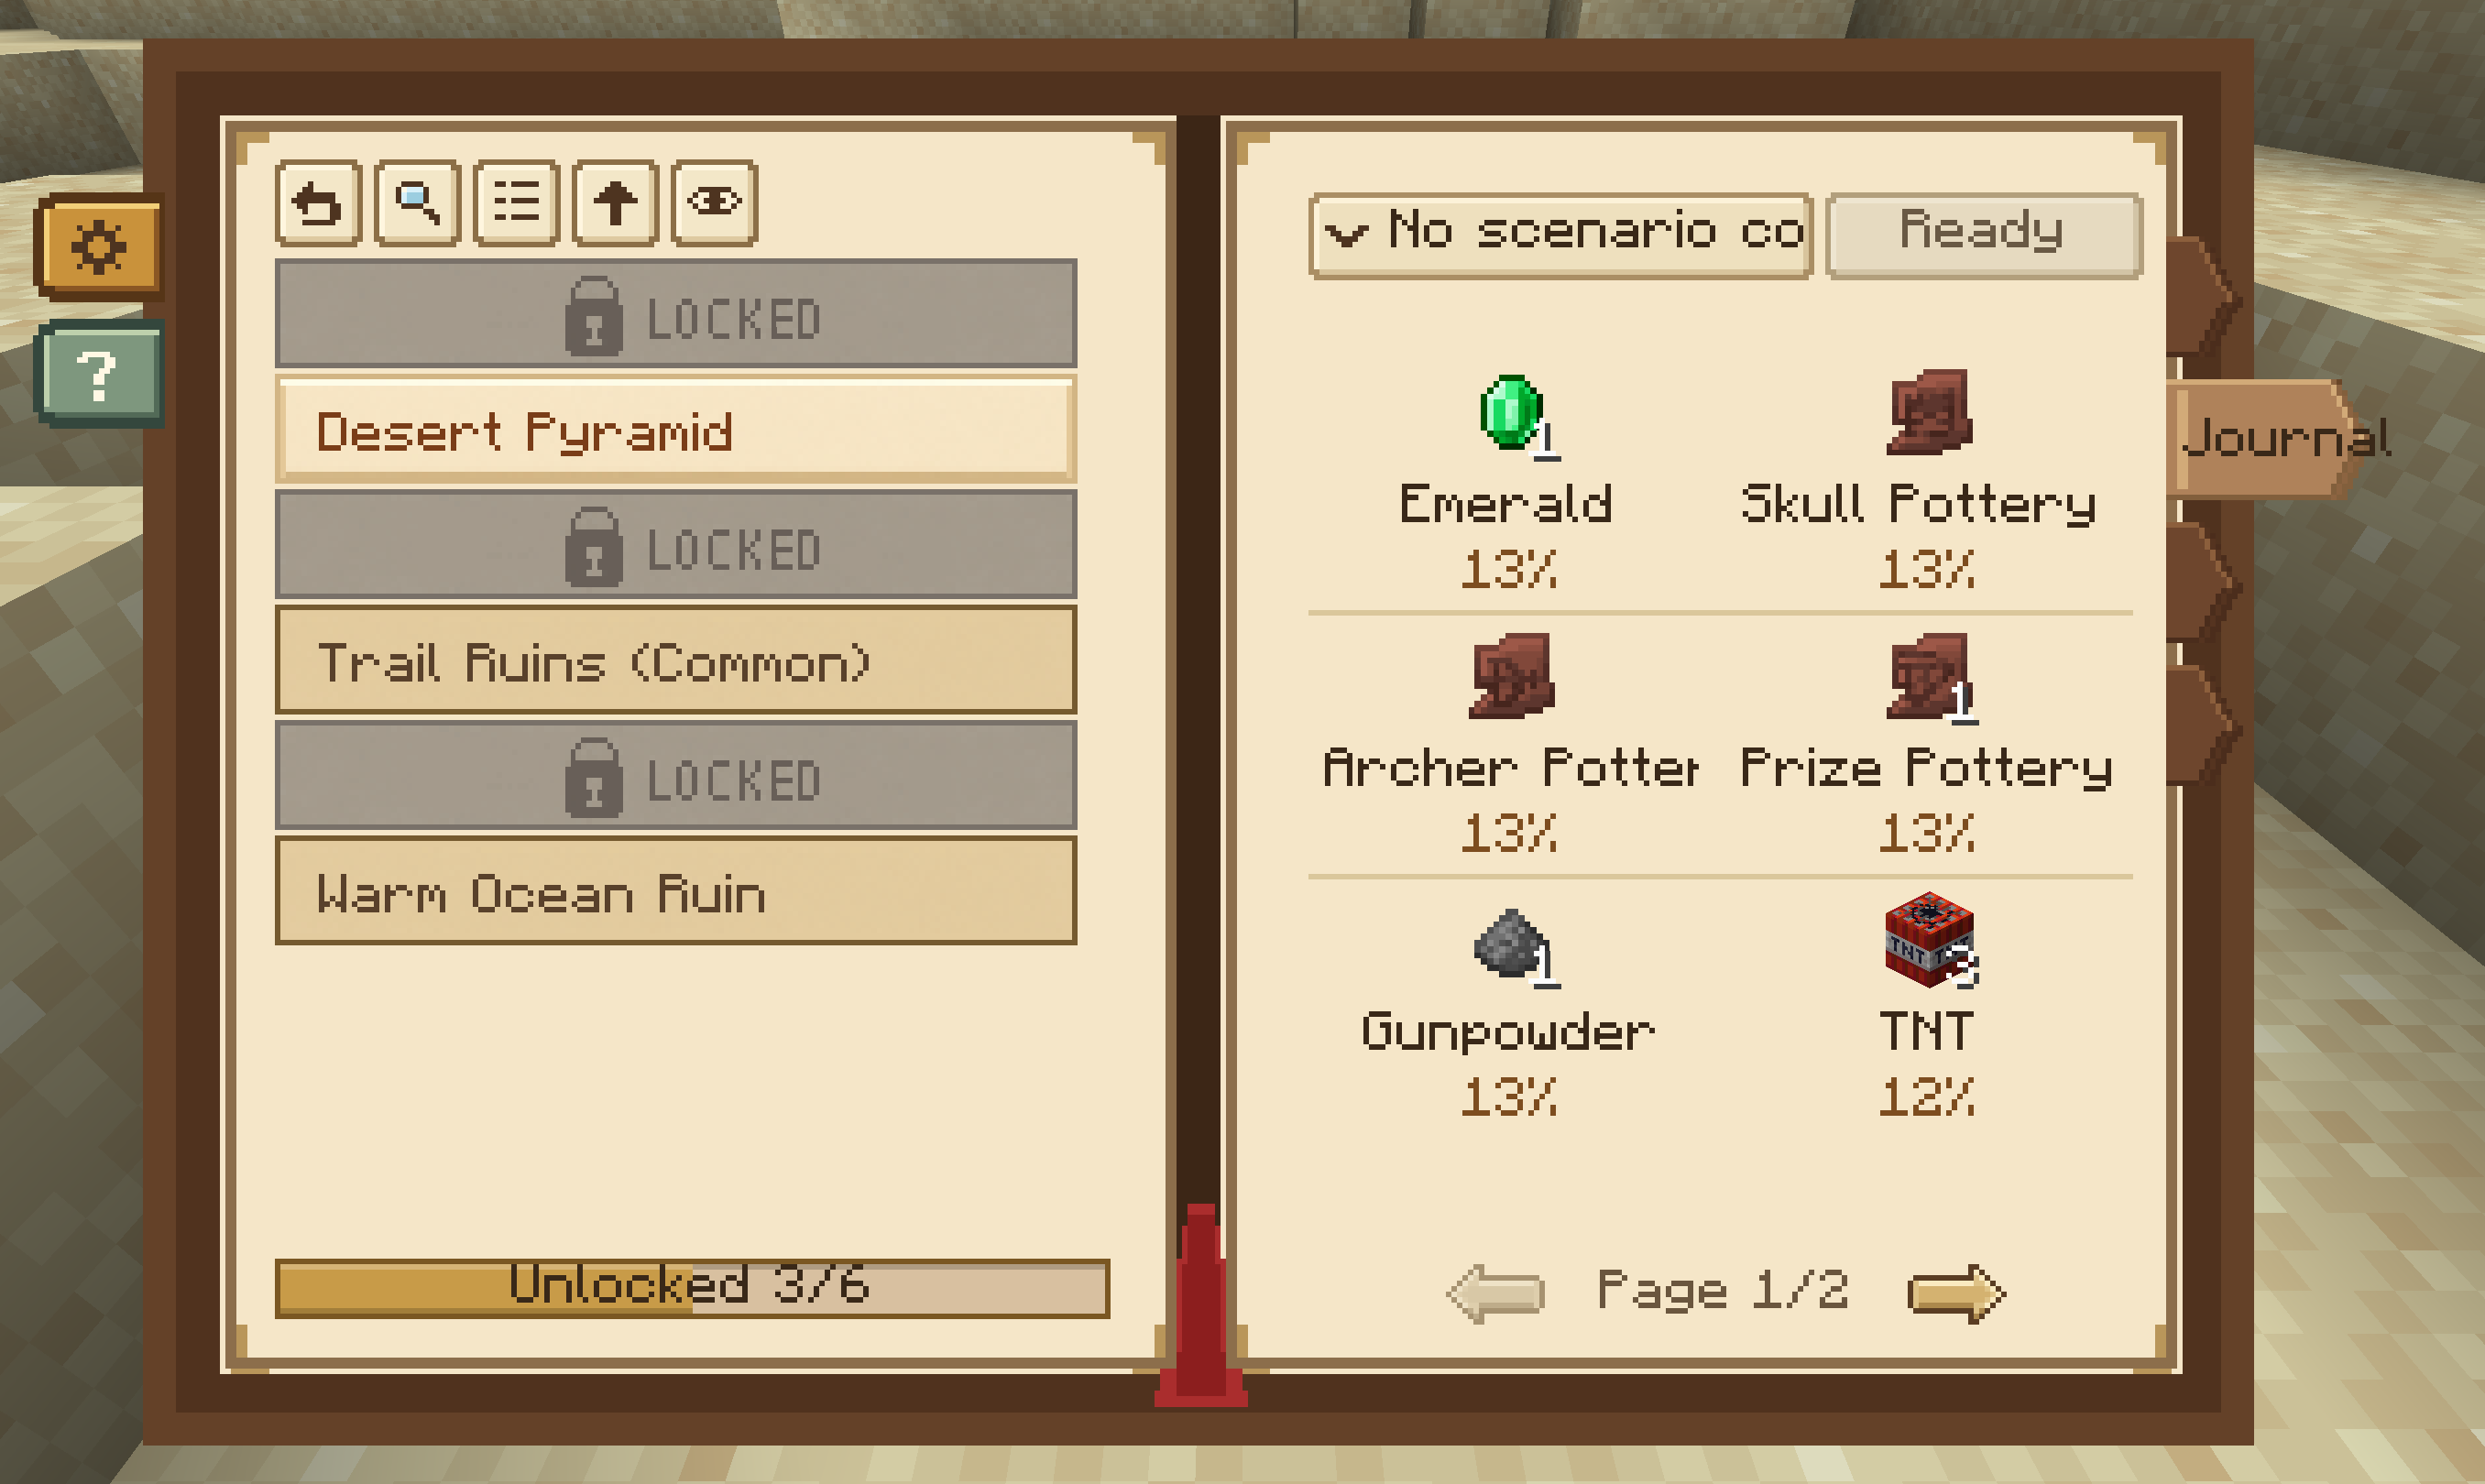 ?
LOCKED
Desert Pyramid
LOCKED
Trail Ruins (Common)
LOCKED
Warm Ocean Ruin
Unlocked 3/6
No scenario co
Ready
Journal
1
Emerald
13%
Skull Pottery
13%
Archer Potter
13%
1
Prize Pottery
13%
1
Gunpowder
13%
TNT
3
TNT
12%
Page 1/2